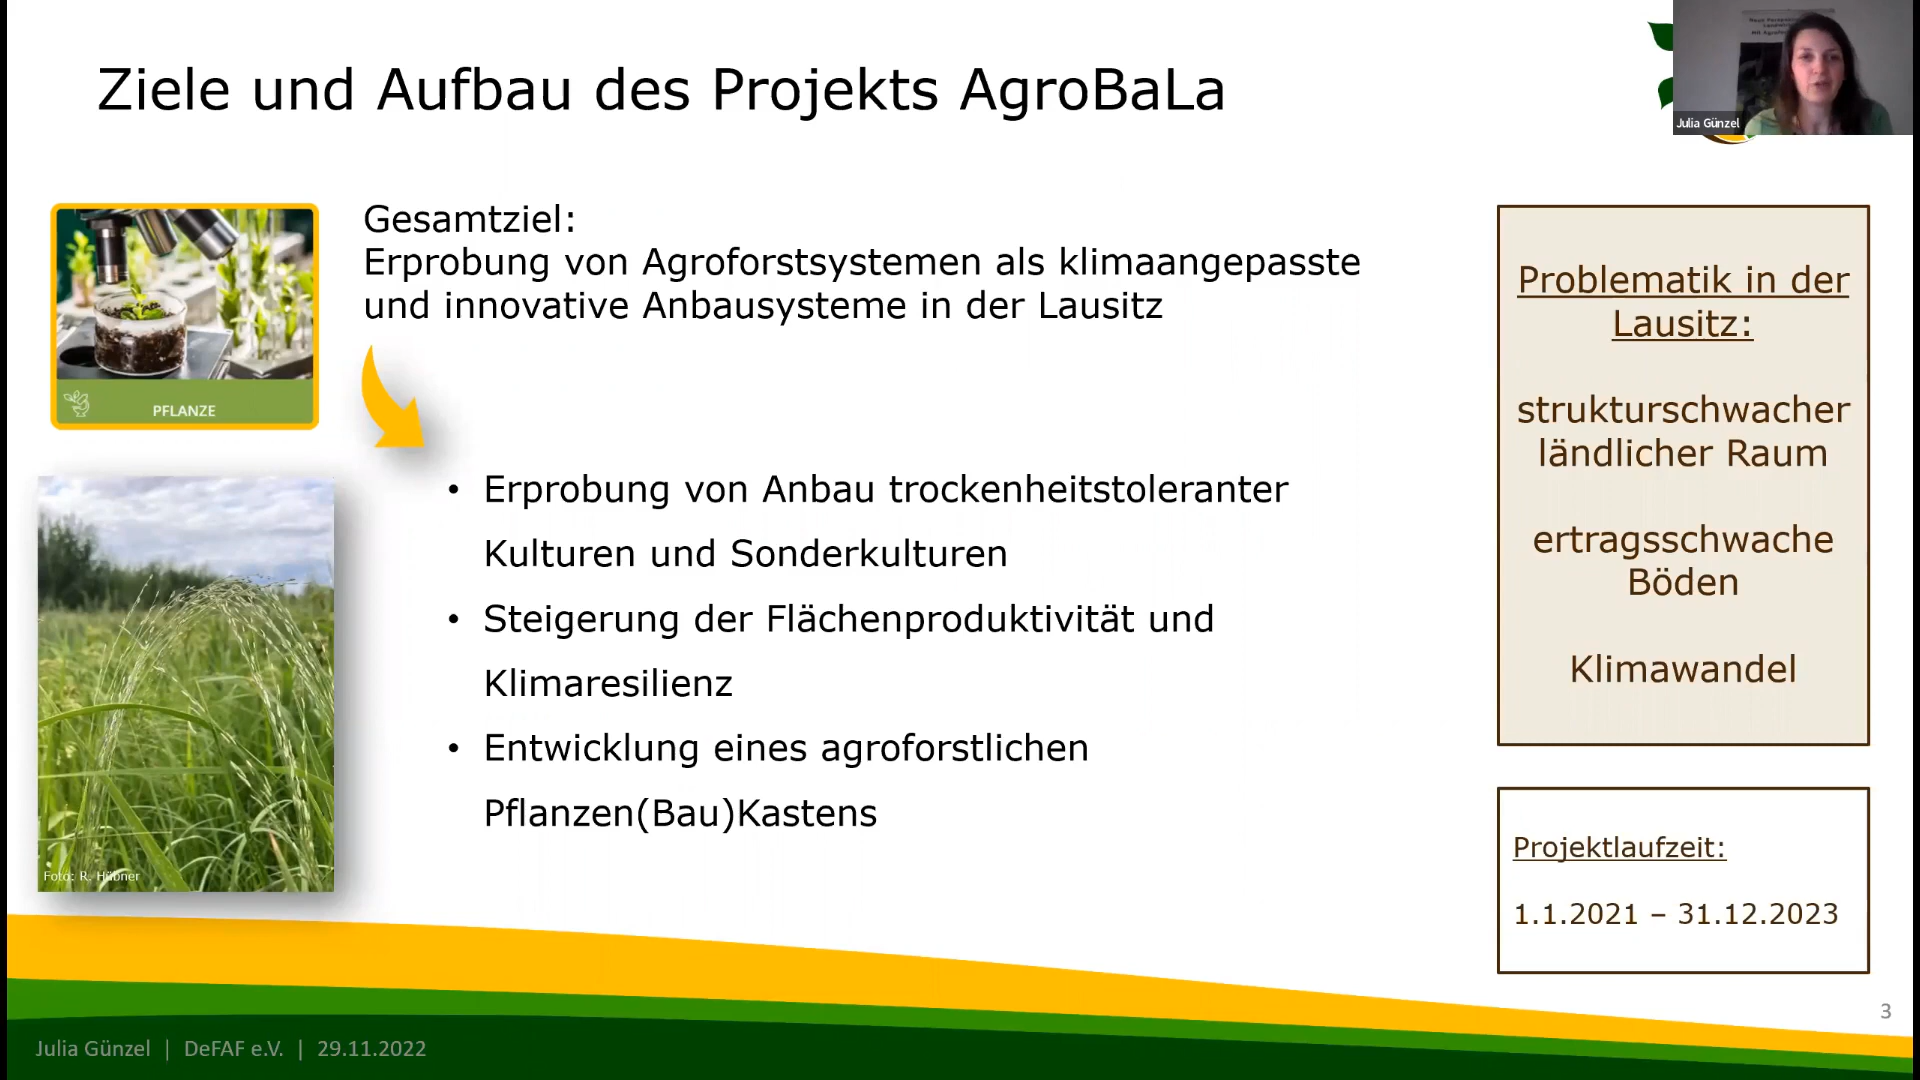 Ziele und Aufbau des Projekts AgroBaLa
Julia Günzel
PFLANZE
Gesamtziel:
Erprobung von Agroforstsystemen als klimaangepasste
und innovative Anbausysteme in der Lausitz
• Erprobung von Anbau trockenheitstoleranter
Kulturen und Sonderkulturen
• Steigerung der Flächenproduktivität und
Klimaresilienz
• Entwicklung eines agroforstlichen
Pflanzen(Bau)Kastens
Foto: R. Hübner
Problematik in der
Lausitz:
strukturschwacher
ländlicher Raum
ertragsschwache
Böden
Klimawandel
Projektlaufzeit:
1.1.2021 – 31.12.2023
3
Julia Günzel | DeFAF e.V. | 29.11.2022